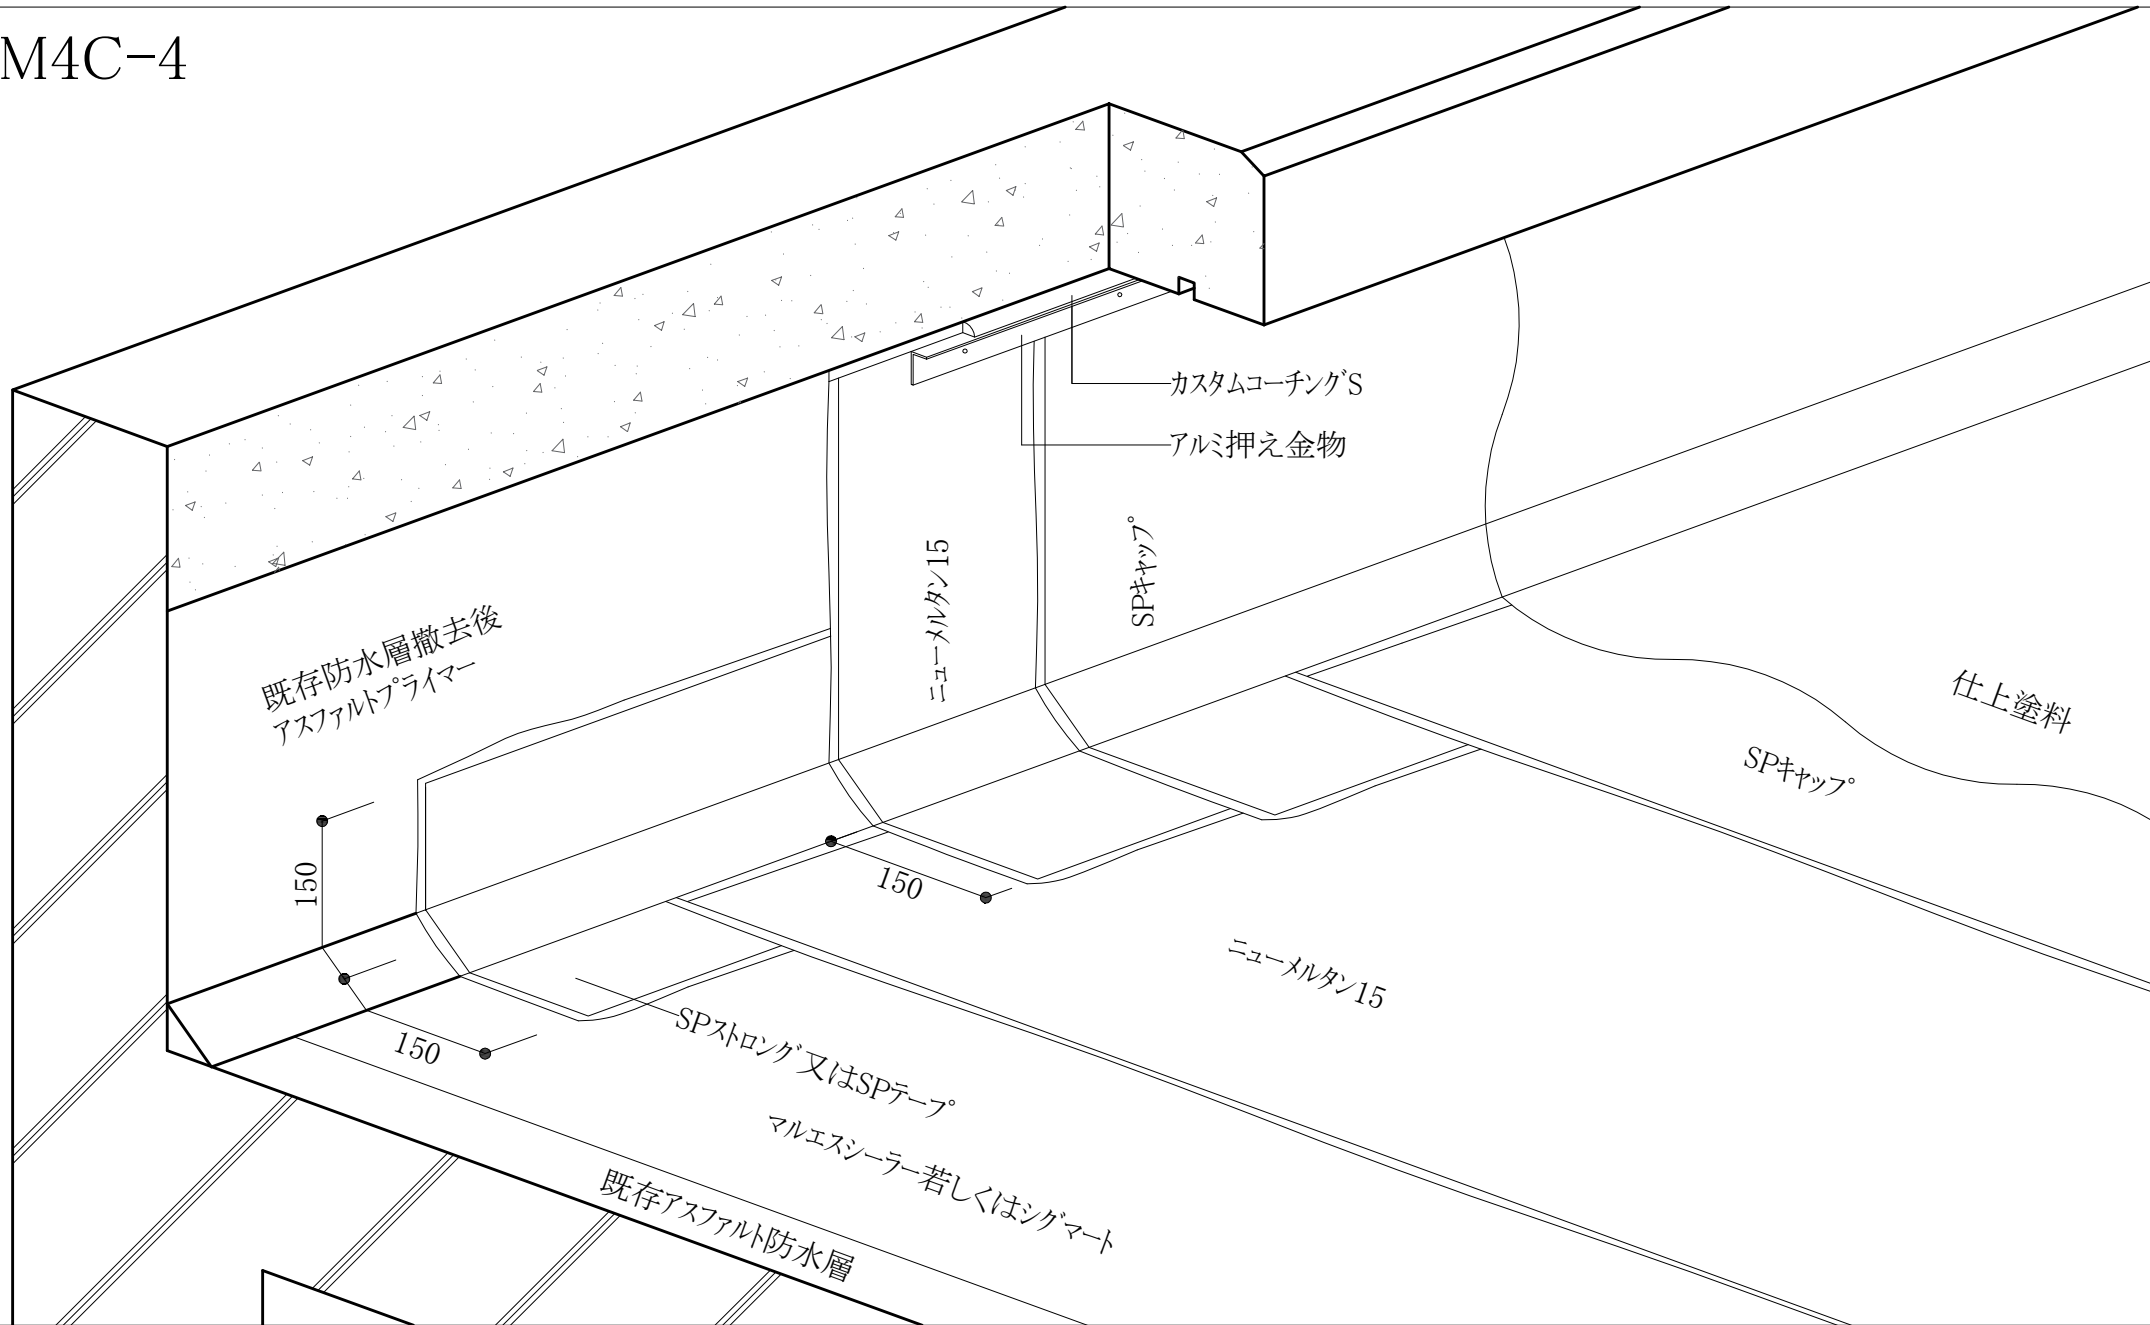 M4C-4
カスタムコーチングS
アルミ押え金物
ニューメルタン15
SPキャップ
既存防水層撤去後
アスファルトプライマー
仕上塗料
SPキャップ
150
150
150
ニューメルタン15
SPストロング又はSPテープ
マルエスシーラー若しくはシグマート
既存アスファルト防水層